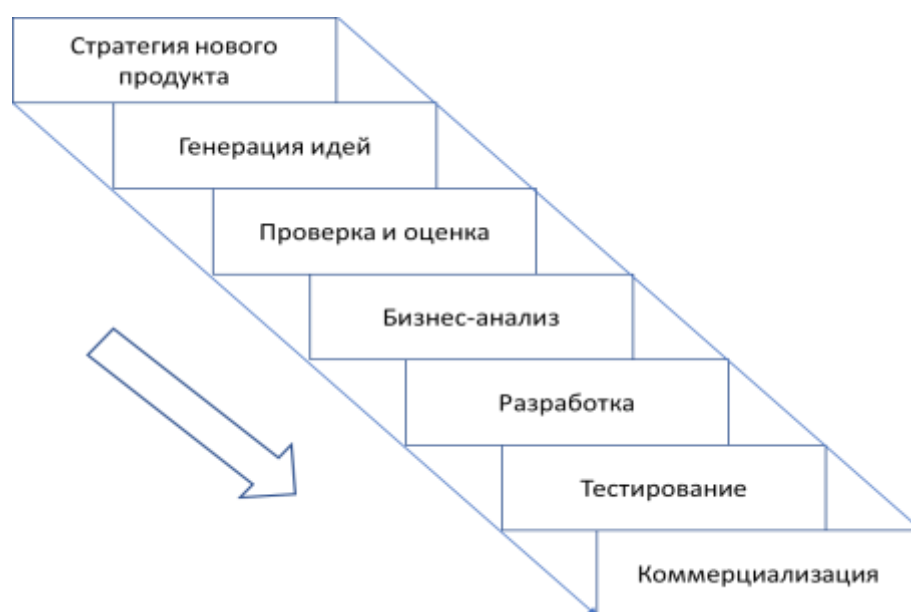 Стратегия нового
продукта
Генерация идей
Проверка и оценка
Бизнес-анализ
Разработка
Тестирование
Коммерциализация